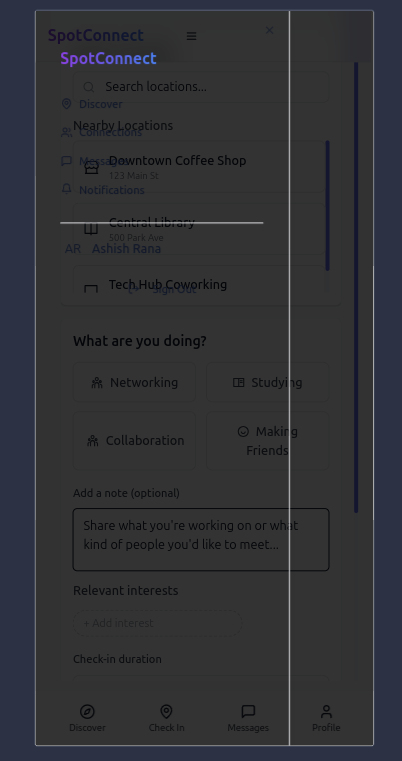 SpotConnect
SpotConnect
Search locations...
Discover
Nearby Locations
Connections
Downtown Coffee Shop
Messages
123 Main St
Notifications
Central Library
500 Park Ave
AR Ashish Rana
Tech Hub Coworking
Sign Out
What are you doing?
Networking
Studying
Collaboration
Making
Friends
Add a note (optional)
Share what you're working on or what
kind of people you'd like to meet...
Relevant interests
+ Add interest
Check-in duration
Discover
Check In
Messages
Profile